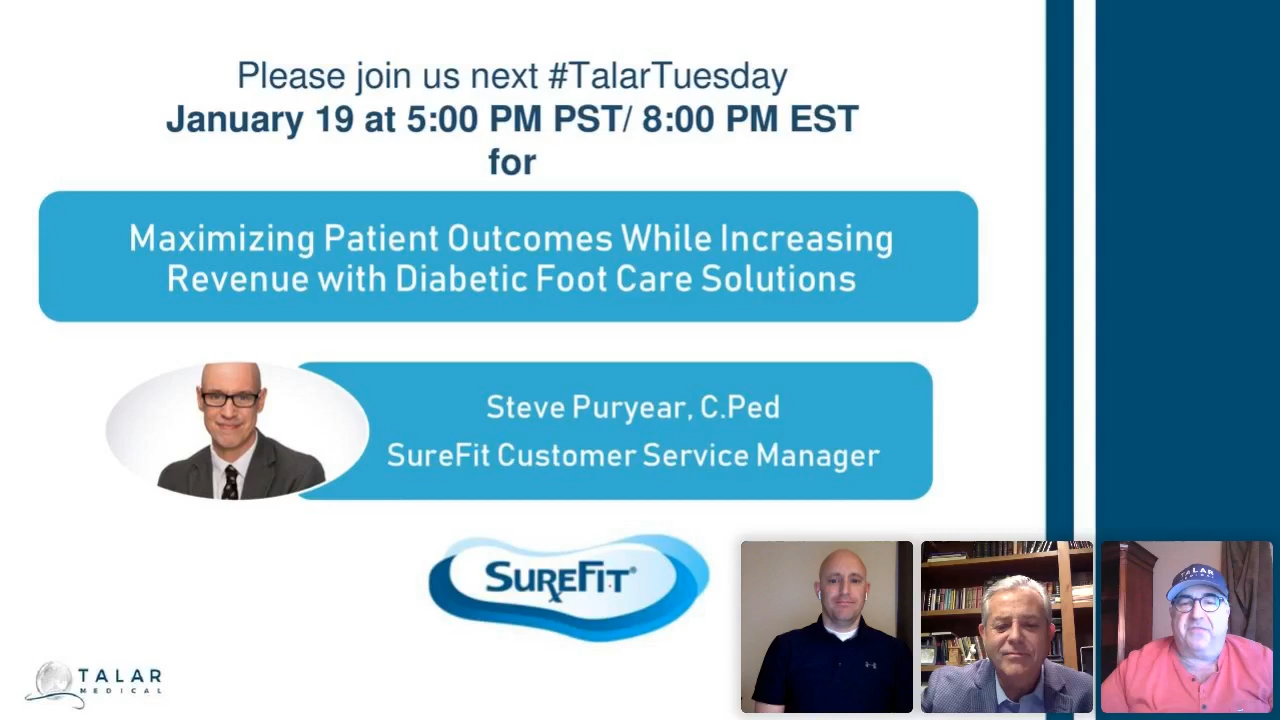 Please join us next #TalarTuesday
January 19 at 5:00 PM PST/ 8:00 PM EST
for
Maximizing Patient Outcomes While Increasing
Revenue with Diabetic Foot Care Solutions
Steve Puryear, C.Ped
SureFit Customer Service Manager
SUREFIT®
TALAR
MEDICAL
TALAR